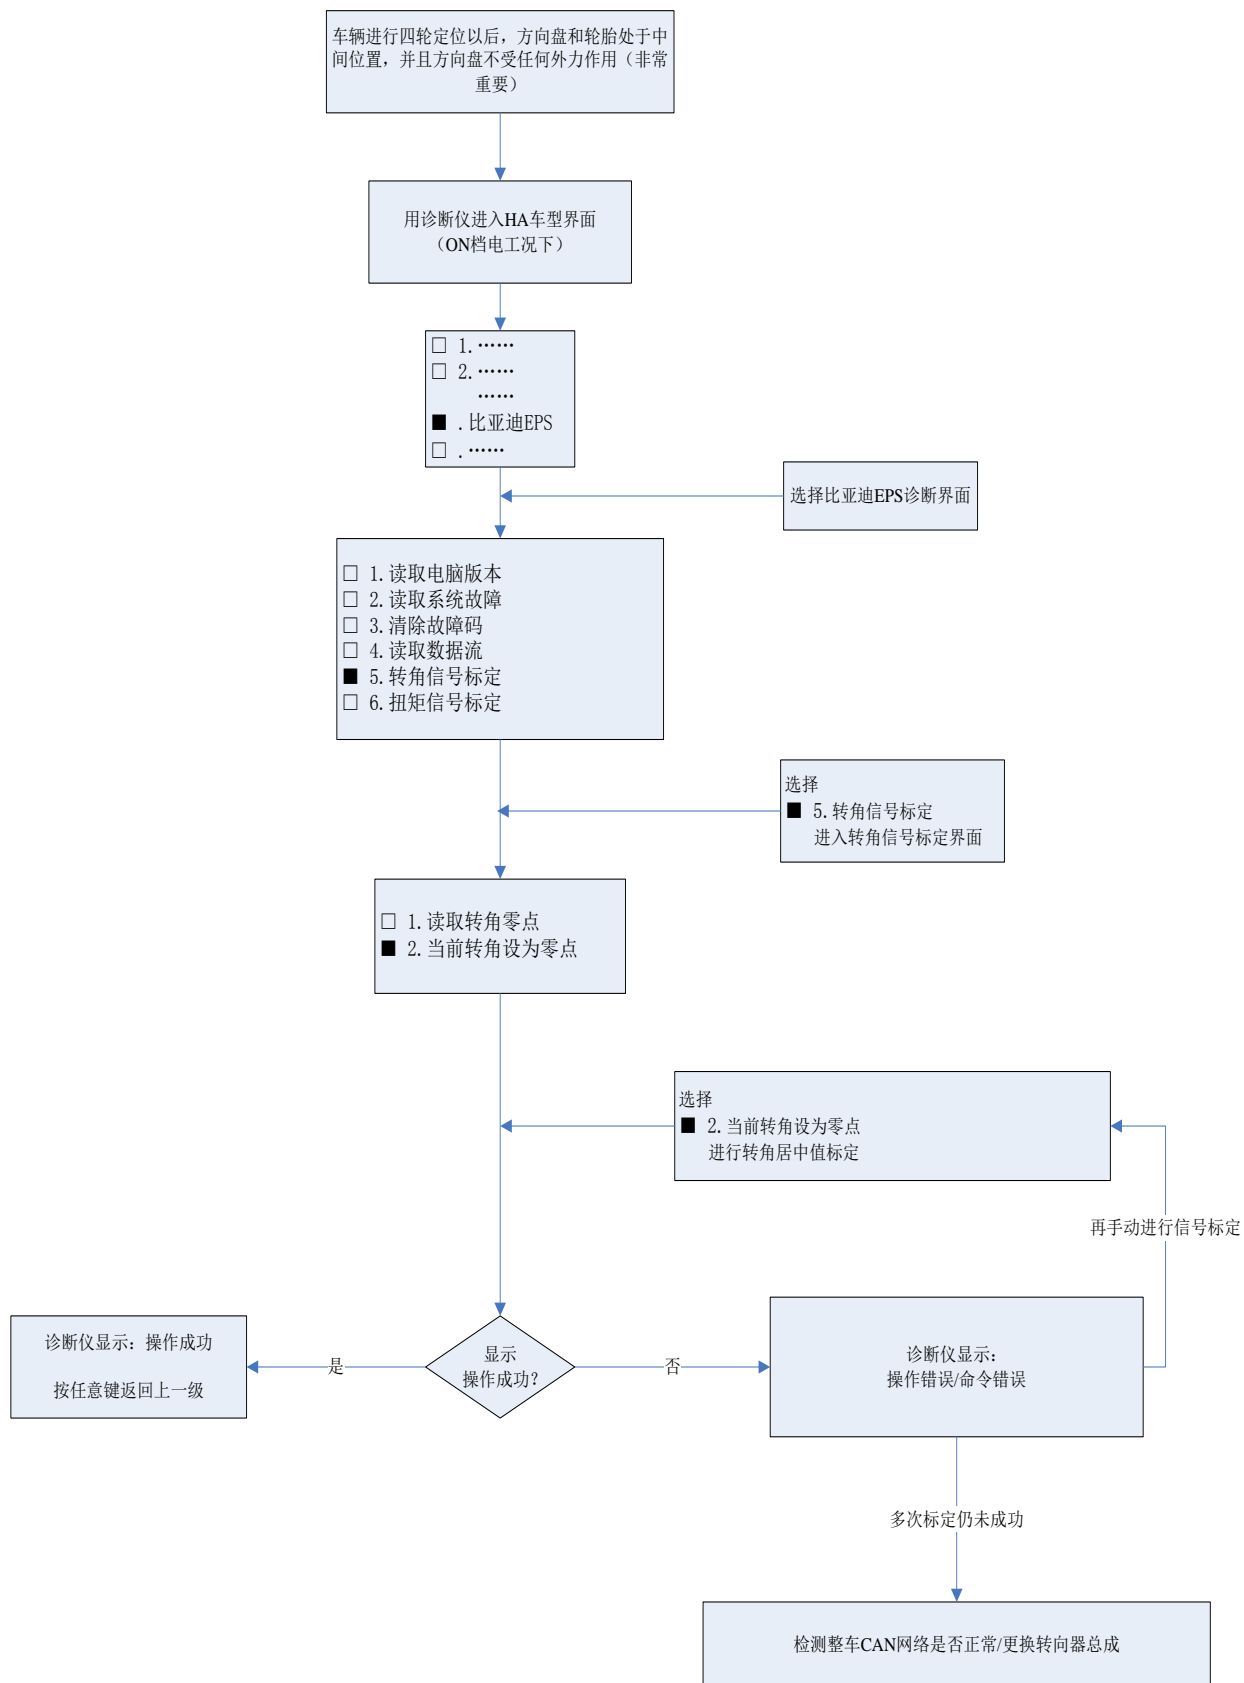 车辆进行四轮定位以后，方向盘和轮胎处于中
间位置，并且方向盘不受任何外力作用（非常
重要）
用诊断仪进入HA车型界面
（ON档电工况下）
□ 1.……
□ 2.……
……
■ .比亚迪EPS
□ .……
选择比亚迪EPS诊断界面
□ 1.读取电脑版本
□ 2.读取系统故障
□ 3.清除故障码
□ 4.读取数据流
■ 5.转角信号标定
□ 6.扭矩信号标定
选择
■ 5.转角信号标定
进入转角信号标定界面
□ 1.读取转角零点
■ 2.当前转角设为零点
选择
■ 2.当前转角设为零点
进行转角居中值标定
再手动进行信号标定
诊断仪显示：操作成功
按任意键返回上一级
是
显示
操作成功？
否
诊断仪显示：
操作错误/命令错误
多次标定仍未成功
检测整车CAN网络是否正常/更换转向器总成